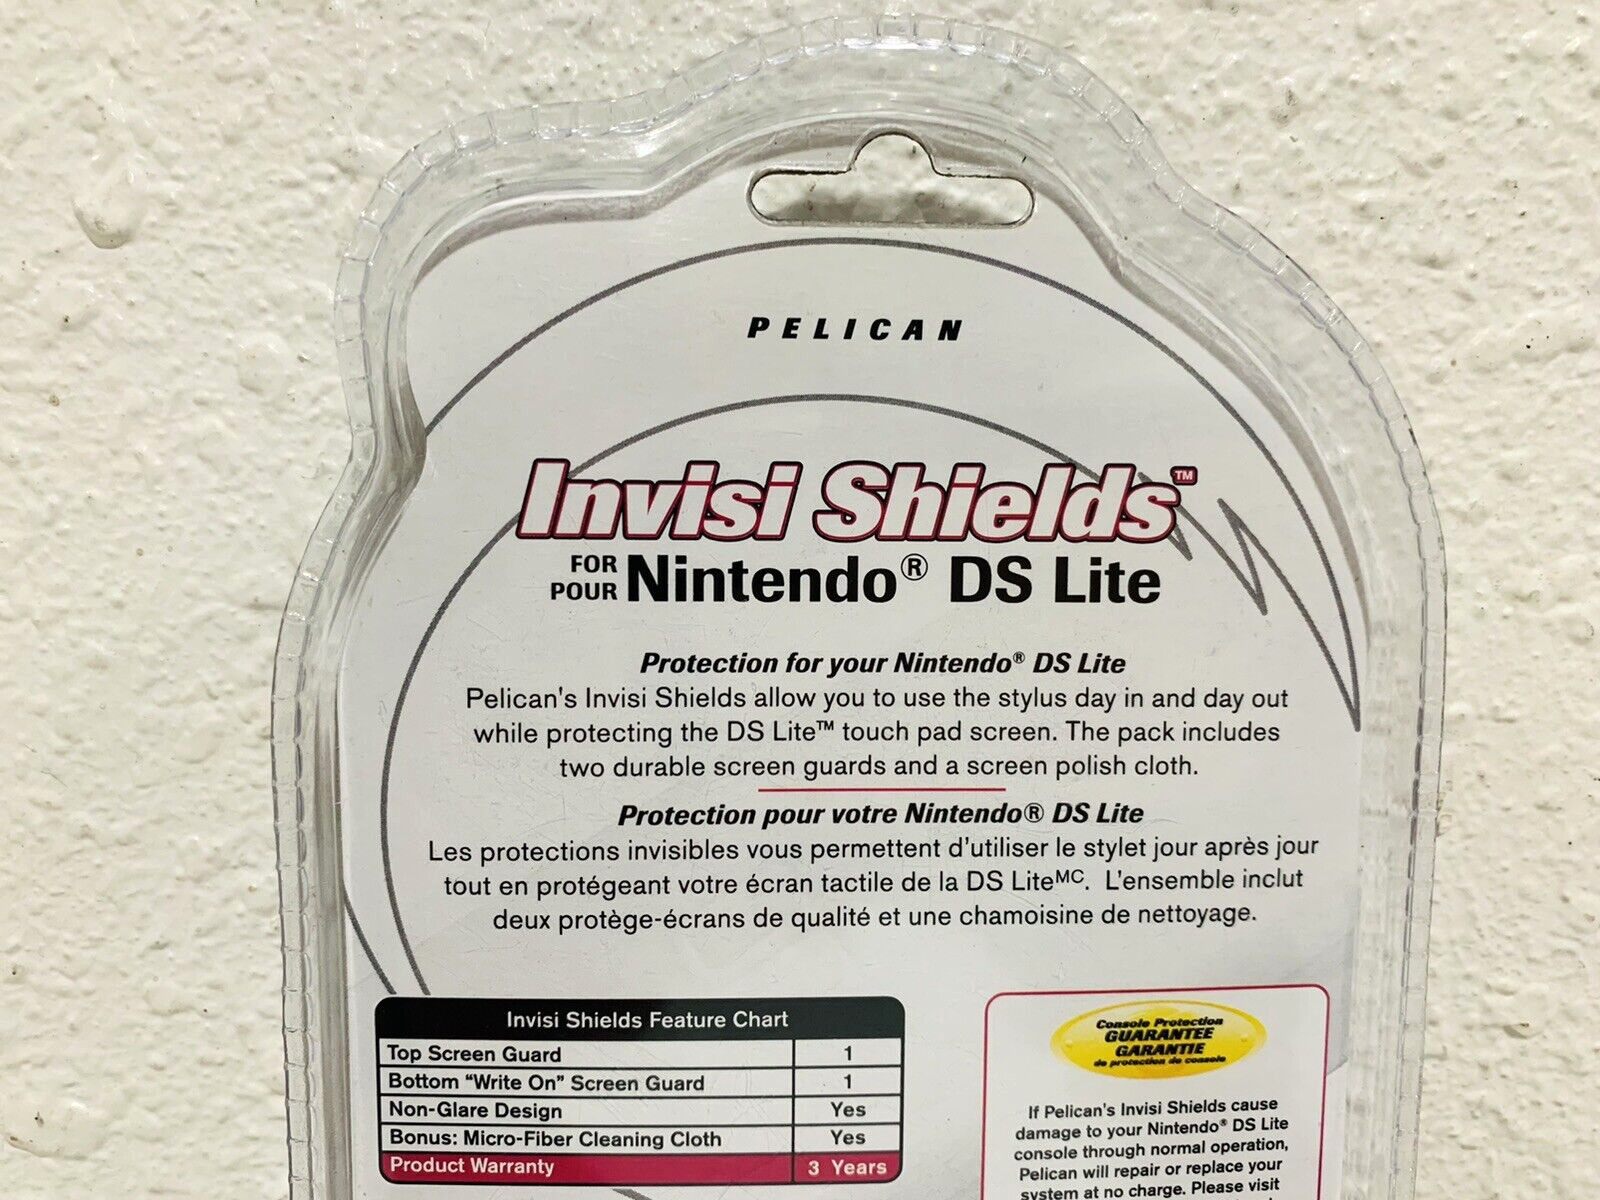 PELICAN
Invisi Shields™
FOR
POUR
Nintendo® DS Lite
Protection for your Nintendo® DS Lite
Pelican's Invisi Shields allow you to use the stylus day in and day out
while protecting the DS Lite™ touch pad screen. The pack includes
two durable screen guards and a screen polish cloth.
Protection pour votre Nintendo® DS Lite
Les protections invisibles vous permettent d'utiliser le stylet jour après jour
tout en protégeant votre écran tactile de la DS Liteᴹᶜ. L'ensemble inclut
deux protège-écrans de qualité et une chamoisine de nettoyage.
Invisi Shields Feature Chart
Top Screen Guard 1
Bottom “Write On” Screen Guard 1
Non-Glare Design Yes
Bonus: Micro-Fiber Cleaning Cloth Yes
Product Warranty 3 Years
Console Protection
GUARANTEE
GARANTIE
de protection de console
If Pelican's Invisi Shields cause
damage to your Nintendo® DS Lite
console through normal operation,
Pelican will repair or replace your
system at no charge. Please visit